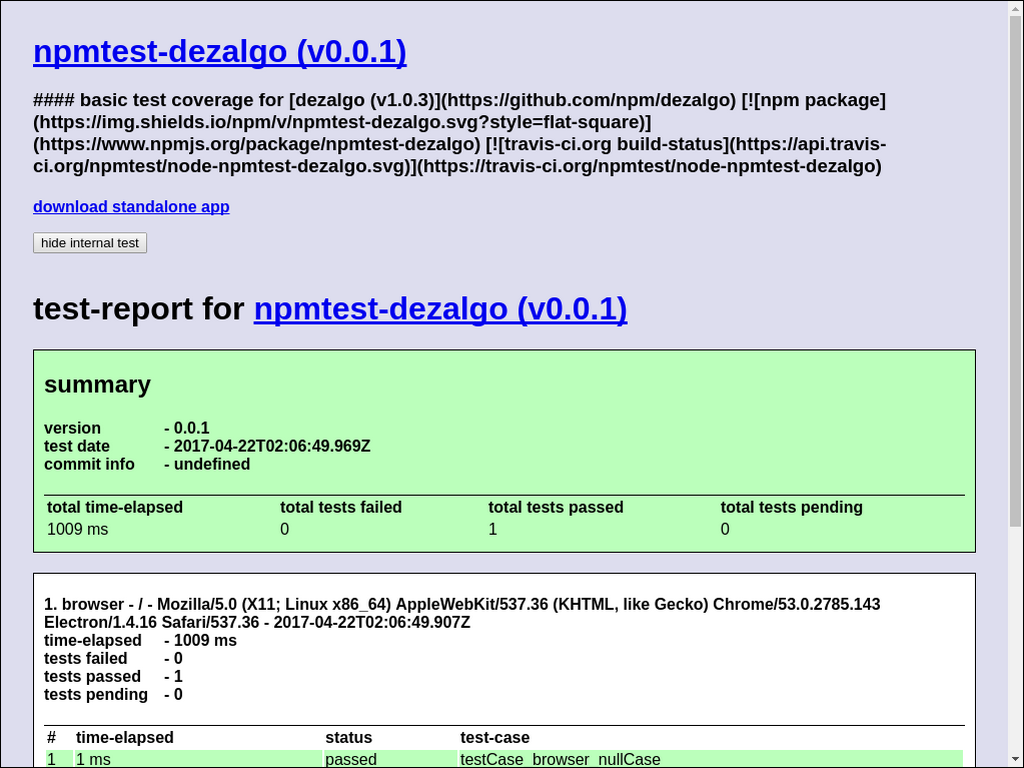 npmtest-dezalgo (v0.0.1)
#### basic test coverage for [dezalgo (v1.0.3)](https://github.com/npm/dezalgo) [![npm package]
(https://img.shields.io/npm/v/npmtest-dezalgo.svg?style=flat-square)]
(https://www.npmjs.org/package/npmtest-dezalgo) [![travis-ci.org build-status](https://api.travis-
ci.org/npmtest/node-npmtest-dezalgo.svg)](https://travis-ci.org/npmtest/node-npmtest-dezalgo)
download standalone app
hide internal test
test-report for npmtest-dezalgo (v0.0.1)
summary
version - 0.0.1
test date - 2017-04-22T02:06:49.969Z
commit info - undefined
total time-elapsed total tests failed total tests passed total tests pending
1009 ms 0 1 0
1. browser - / - Mozilla/5.0 (X11; Linux x86_64) AppleWebKit/537.36 (KHTML, like Gecko) Chrome/53.0.2785.143
Electron/1.4.16 Safari/537.36 - 2017-04-22T02:06:49.907Z
time-elapsed - 1009 ms
tests failed - 0
tests passed - 1
tests pending - 0
# time-elapsed status test-case
1 1 ms passed testCase_browser_nullCase